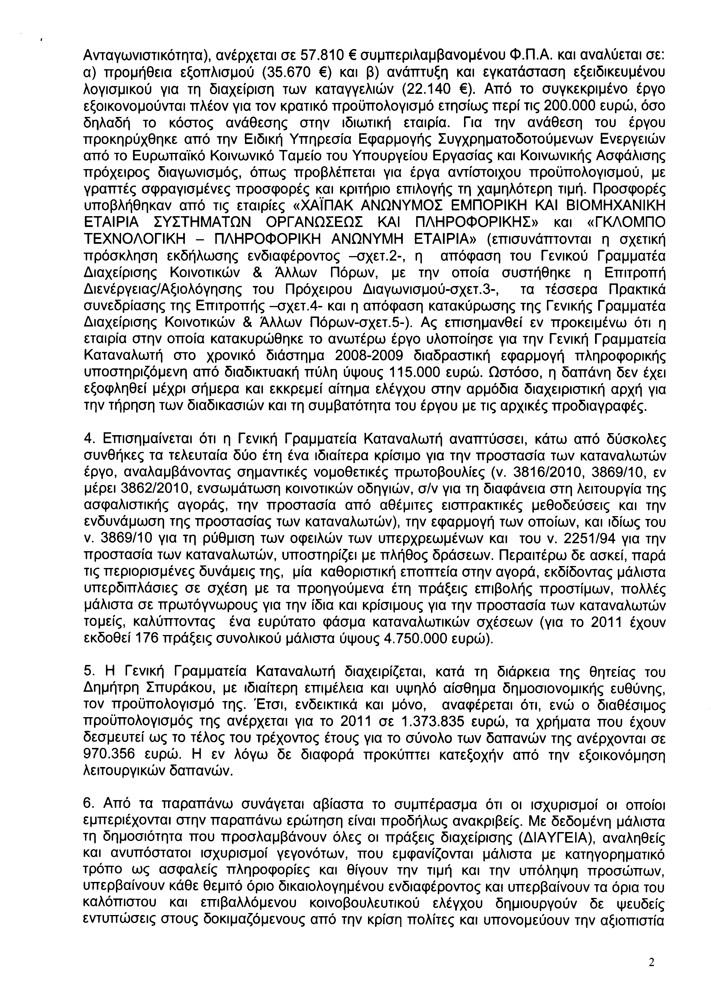 Ανταγωνιστικότητα), ανέρχεται σε 57.810 € συμπεριλαμβανομένου Φ.Π.Α. και αναλύεται σε:
α) προμήθεια εξοπλισμού (35.670 €) και β) ανάπτυξη και εγκατάσταση εξειδικευμένου
λογισμικού για τη διαχείριση των καταγγελιών (22.140 €). Από το συγκεκριμένο έργο
εξοικονομούνται πλέον για τον κρατικό προϋπολογισμό ετησίως περί τις 200.000 ευρώ, όσο
δηλαδή το κόστος ανάθεσης στην ιδιωτική εταιρία. Για την ανάθεση του έργου
προκηρύχθηκε από την Ειδική Υπηρεσία Εφαρμογής Συγχρηματοδοτούμενων Ενεργειών
από το Ευρωπαϊκό Κοινωνικό Ταμείο του Υπουργείου Εργασίας και Κοινωνικής Ασφάλισης
πρόχειρος διαγωνισμός, όπως προβλέπεται για έργα αντίστοιχου προϋπολογισμού, με
γραπτές σφραγισμένες προσφορές και κριτήριο επιλογής τη χαμηλότερη τιμή. Προσφορές
υποβλήθηκαν από τις εταιρίες «ΧΑΪΠΑΚ ΑΝΩΝΥΜΟΣ ΕΜΠΟΡΙΚΗ ΚΑΙ ΒΙΟΜΗΧΑΝΙΚΗ
ΕΤΑΙΡΙΑ ΣΥΣΤΗΜΑΤΩΝ ΟΡΓΑΝΩΣΕΩΣ ΚΑΙ ΠΛΗΡΟΦΟΡΙΚΗΣ» και «ΓΚΛΟΜΠΟ
ΤΕΧΝΟΛΟΓΙΚΗ – ΠΛΗΡΟΦΟΡΙΚΗ ΑΝΩΝΥΜΗ ΕΤΑΙΡΙΑ» (επισυνάπτονται η σχετική
πρόσκληση εκδήλωσης ενδιαφέροντος –σχετ.2-, η απόφαση του Γενικού Γραμματέα
Διαχείρισης Κοινοτικών & Άλλων Πόρων, με την οποία συστήθηκε η Επιτροπή
Διενέργειας/Αξιολόγησης του Πρόχειρου Διαγωνισμού-σχετ.3-, τα τέσσερα Πρακτικά
συνεδρίασης της Επιτροπής –σχετ.4- και η απόφαση κατακύρωσης της Γενικής Γραμματέα
Διαχείρισης Κοινοτικών & Άλλων Πόρων-σχετ.5-). Ας επισημανθεί εν προκειμένω ότι η
εταιρία στην οποία κατακυρώθηκε το ανωτέρω έργο υλοποίησε για την Γενική Γραμματεία
Καταναλωτή στο χρονικό διάστημα 2008-2009 διαδραστική εφαρμογή πληροφορικής
υποστηριζόμενη από διαδικτυακή πύλη ύψους 115.000 ευρώ. Ωστόσο, η δαπάνη δεν έχει
εξοφληθεί μέχρι σήμερα και εκκρεμεί αίτημα ελέγχου στην αρμόδια διαχειριστική αρχή για
την τήρηση των διαδικασιών και τη συμβατότητα του έργου με τις αρχικές προδιαγραφές.
4. Επισημαίνεται ότι η Γενική Γραμματεία Καταναλωτή αναπτύσσει, κάτω από δύσκολες
συνθήκες τα τελευταία δύο έτη ένα ιδιαίτερα κρίσιμο για την προστασία των καταναλωτών
έργο, αναλαμβάνοντας σημαντικές νομοθετικές πρωτοβουλίες (ν. 3816/2010, 3869/10, εν
μέρει 3862/2010, ενσωμάτωση κοινοτικών οδηγιών, σ/ν για τη διαφάνεια στη λειτουργία της
ασφαλιστικής αγοράς, την προστασία από αθέμιτες εισπρακτικές μεθοδεύσεις και την
ενδυνάμωση της προστασίας των καταναλωτών), την εφαρμογή των οποίων, και ιδίως του
ν. 3869/10 για τη ρύθμιση των οφειλών των υπερχρεωμένων και του ν. 2251/94 για την
προστασία των καταναλωτών, υποστηρίζει με πλήθος δράσεων. Περαιτέρω δε ασκεί, παρά
τις περιορισμένες δυνάμεις της, μία καθοριστική εποπτεία στην αγορά, εκδίδοντας μάλιστα
υπερδιπλάσιες σε σχέση με τα προηγούμενα έτη πράξεις επιβολής προστίμων, πολλές
μάλιστα σε πρωτόγνωρους για την ίδια και κρίσιμους για την προστασία των καταναλωτών
τομείς, καλύπτοντας ένα ευρύτατο φάσμα καταναλωτικών σχέσεων (για το 2011 έχουν
εκδοθεί 176 πράξεις συνολικού μάλιστα ύψους 4.750.000 ευρώ).
5. Η Γενική Γραμματεία Καταναλωτή διαχειρίζεται, κατά τη διάρκεια της θητείας του
Δημήτρη Σπυράκου, με ιδιαίτερη επιμέλεια και υψηλό αίσθημα δημοσιονομικής ευθύνης,
τον προϋπολογισμό της. Έτσι, ενδεικτικά και μόνο, αναφέρεται ότι, ενώ ο διαθέσιμος
προϋπολογισμός της ανέρχεται για το 2011 σε 1.373.835 ευρώ, τα χρήματα που έχουν
δεσμευτεί ως το τέλος του τρέχοντος έτους για το σύνολο των δαπανών της ανέρχονται σε
970.356 ευρώ. Η εν λόγω δε διαφορά προκύπτει κατεξοχήν από την εξοικονόμηση
λειτουργικών δαπανών.
6. Από τα παραπάνω συνάγεται αβίαστα το συμπέρασμα ότι οι ισχυρισμοί οι οποίοι
εμπεριέχονται στην παραπάνω ερώτηση είναι προδήλως ανακριβείς. Με δεδομένη μάλιστα
τη δημοσιότητα που προσλαμβάνουν όλες οι πράξεις διαχείρισης (ΔΙΑΥΓΕΙΑ), αναληθείς
και ανυπόστατοι ισχυρισμοί γεγονότων, που εμφανίζονται μάλιστα με κατηγορηματικό
τρόπο ως ασφαλείς πληροφορίες και θίγουν την τιμή και την υπόληψη προσώπων,
υπερβαίνουν κάθε θεμιτό όριο δικαιολογημένου ενδιαφέροντος και υπερβαίνουν τα όρια του
καλόπιστου και επιβαλλόμενου κοινοβουλευτικού ελέγχου δημιουργούν δε ψευδείς
εντυπώσεις στους δοκιμαζόμενους από την κρίση πολίτες και υπονομεύουν την αξιοπιστία
2